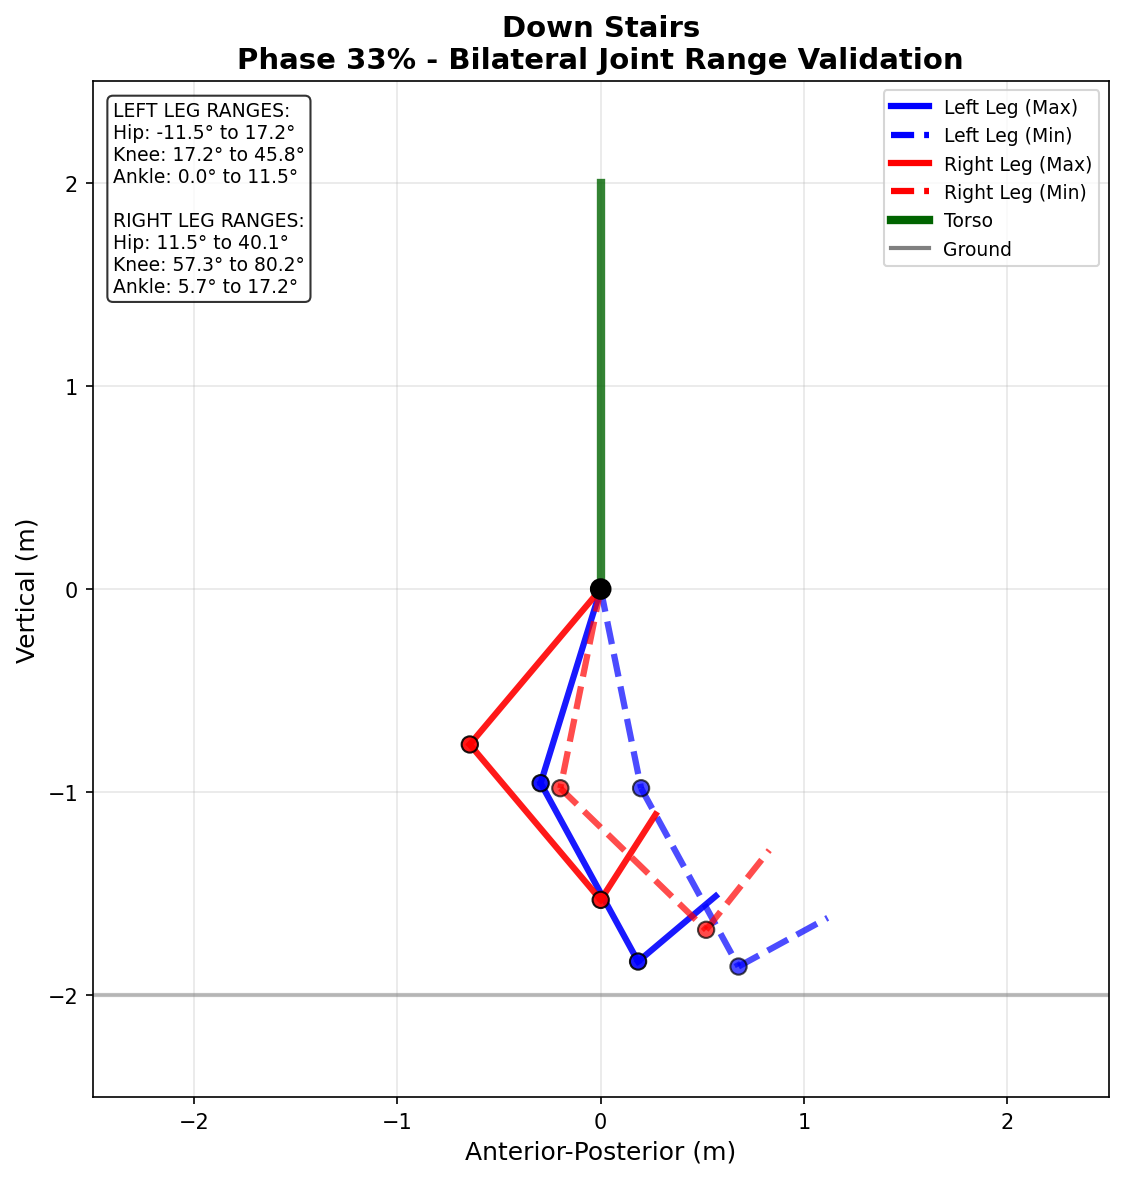 Down Stairs
Phase 33% - Bilateral Joint Range Validation
LEFT LEG RANGES:
Hip: -11.5° to 17.2°
Knee: 17.2° to 45.8°
Ankle: 0.0° to 11.5°
RIGHT LEG RANGES:
Hip: 11.5° to 40.1°
Knee: 57.3° to 80.2°
Ankle: 5.7° to 17.2°
Left Leg (Max)
Left Leg (Min)
Right Leg (Max)
Right Leg (Min)
Torso
Ground
Vertical (m)
2
1
0
−1
−2
−2
−1
0
1
2
Anterior-Posterior (m)